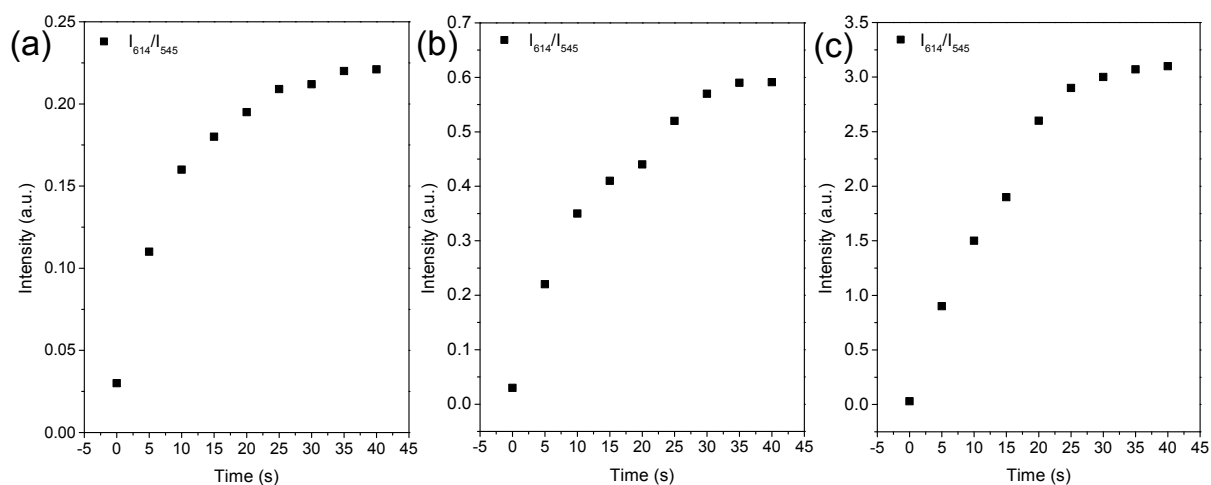 (a)
I614/I545
0.25
0.20
0.15
0.10
0.05
0.00
Intensity (a.u.)
-5 0 5 10 15 20 25 30 35 40 45
Time (s)
(b)
I614/I545
0.7
0.6
0.5
0.4
0.3
0.2
0.1
0.0
Intensity (a.u.)
-5 0 5 10 15 20 25 30 35 40 45
Time (s)
(c)
I614/I545
3.5
3.0
2.5
2.0
1.5
1.0
0.5
0.0
Intensity (a.u.)
-5 0 5 10 15 20 25 30 35 40 45
Time (s)